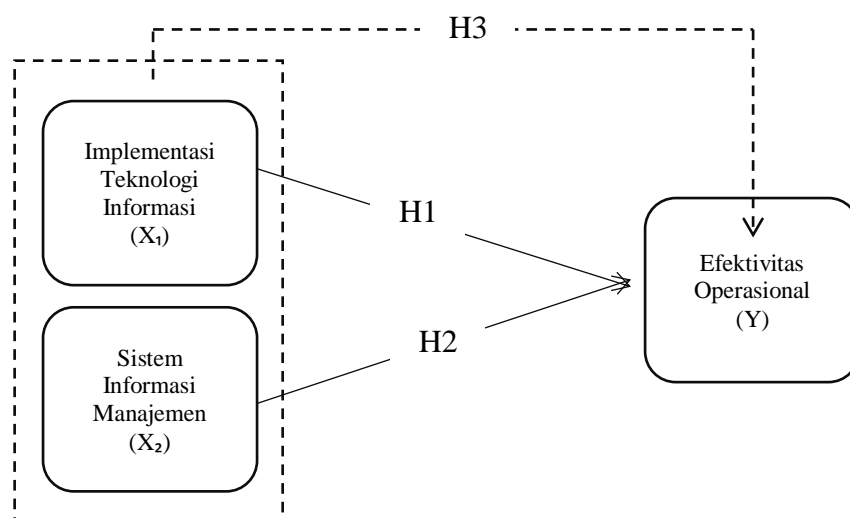 H3
Implementasi
Teknologi
Informasi
(X₁)
H1
Efektivitas
Operasional
(Y)
H2
Sistem
Informasi
Manajemen
(X₂)